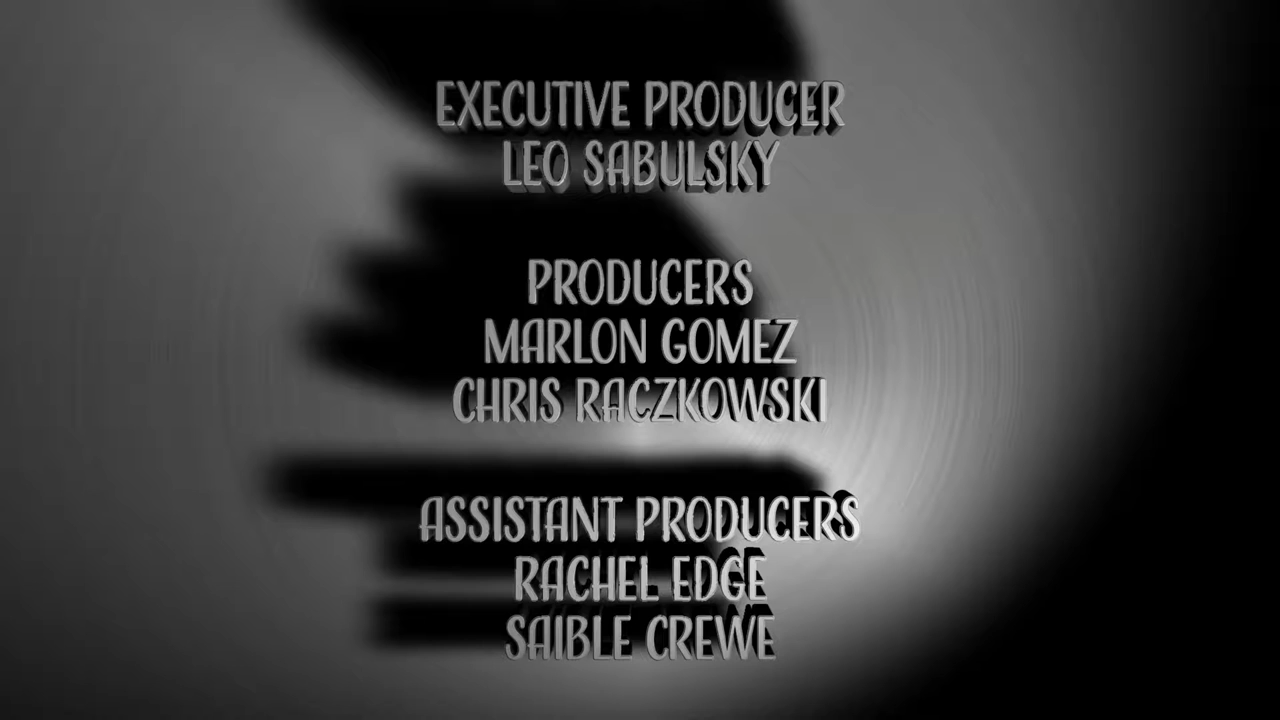 EXECUTIVE PRODUCER
LEO SABULSKY
PRODUCERS
MARLON GOMEZ
CHRIS RACZKOWSKI
ASSISTANT PRODUCERS
RACHEL EDGE
SAIBLE CREWE